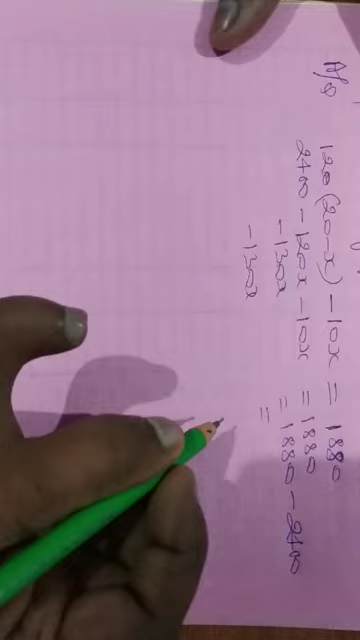 A/Q
120 (20-x) - 10x = 1880
2400 - 120x - 10x = 1880
-130x = 1880 - 2400
-130x =